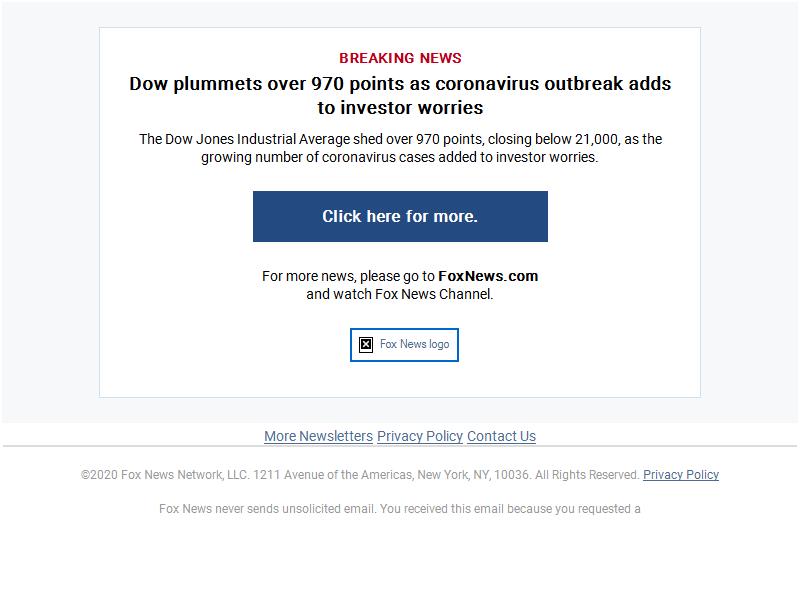 BREAKING NEWS
Dow plummets over 970 points as coronavirus outbreak adds
to investor worries
The Dow Jones Industrial Average shed over 970 points, closing below 21,000, as the
growing number of coronavirus cases added to investor worries.
Click here for more.
For more news, please go to FoxNews.com
and watch Fox News Channel.
Fox News logo
More Newsletters Privacy Policy Contact Us
©2020 Fox News Network, LLC. 1211 Avenue of the Americas, New York, NY, 10036. All Rights Reserved. Privacy Policy
Fox News never sends unsolicited email. You received this email because you requested a